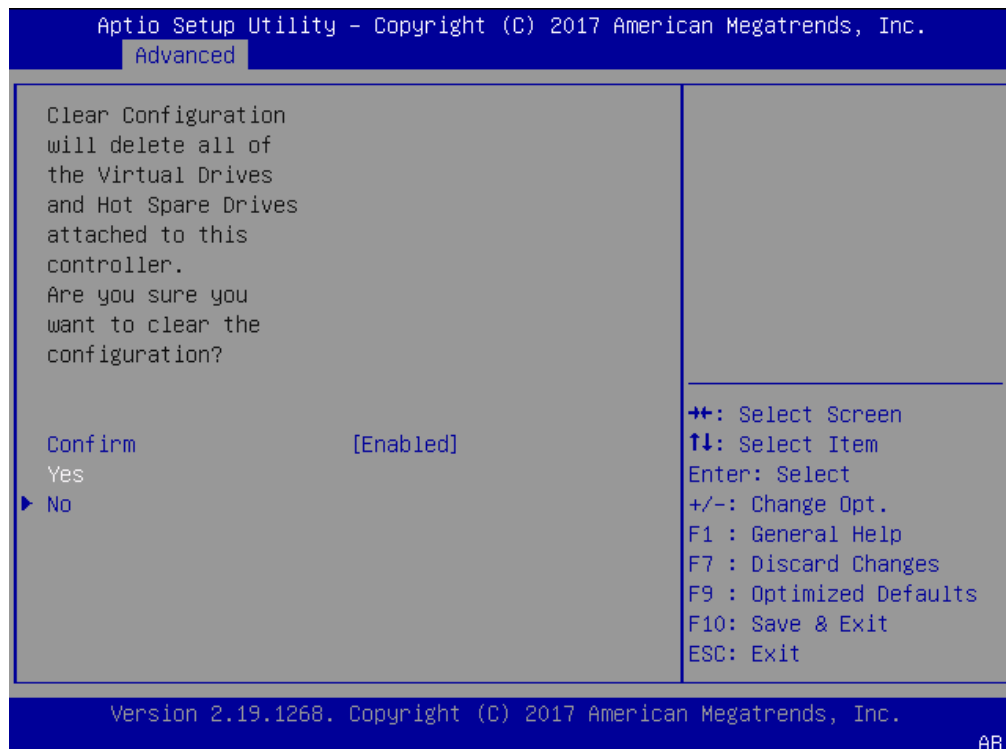 Aptio Setup Utility – Copyright (C) 2017 American Megatrends, Inc.
Advanced
Clear Configuration
will delete all of
the Virtual Drives
and Hot Spare Drives
attached to this
controller.
Are you sure you
want to clear the
configuration?
Confirm [Enabled]
Yes
No
→←: Select Screen
↑↓: Select Item
Enter: Select
+/-: Change Opt.
F1 : General Help
F7 : Discard Changes
F9 : Optimized Defaults
F10: Save & Exit
ESC: Exit
Version 2.19.1268. Copyright (C) 2017 American Megatrends, Inc.
AB